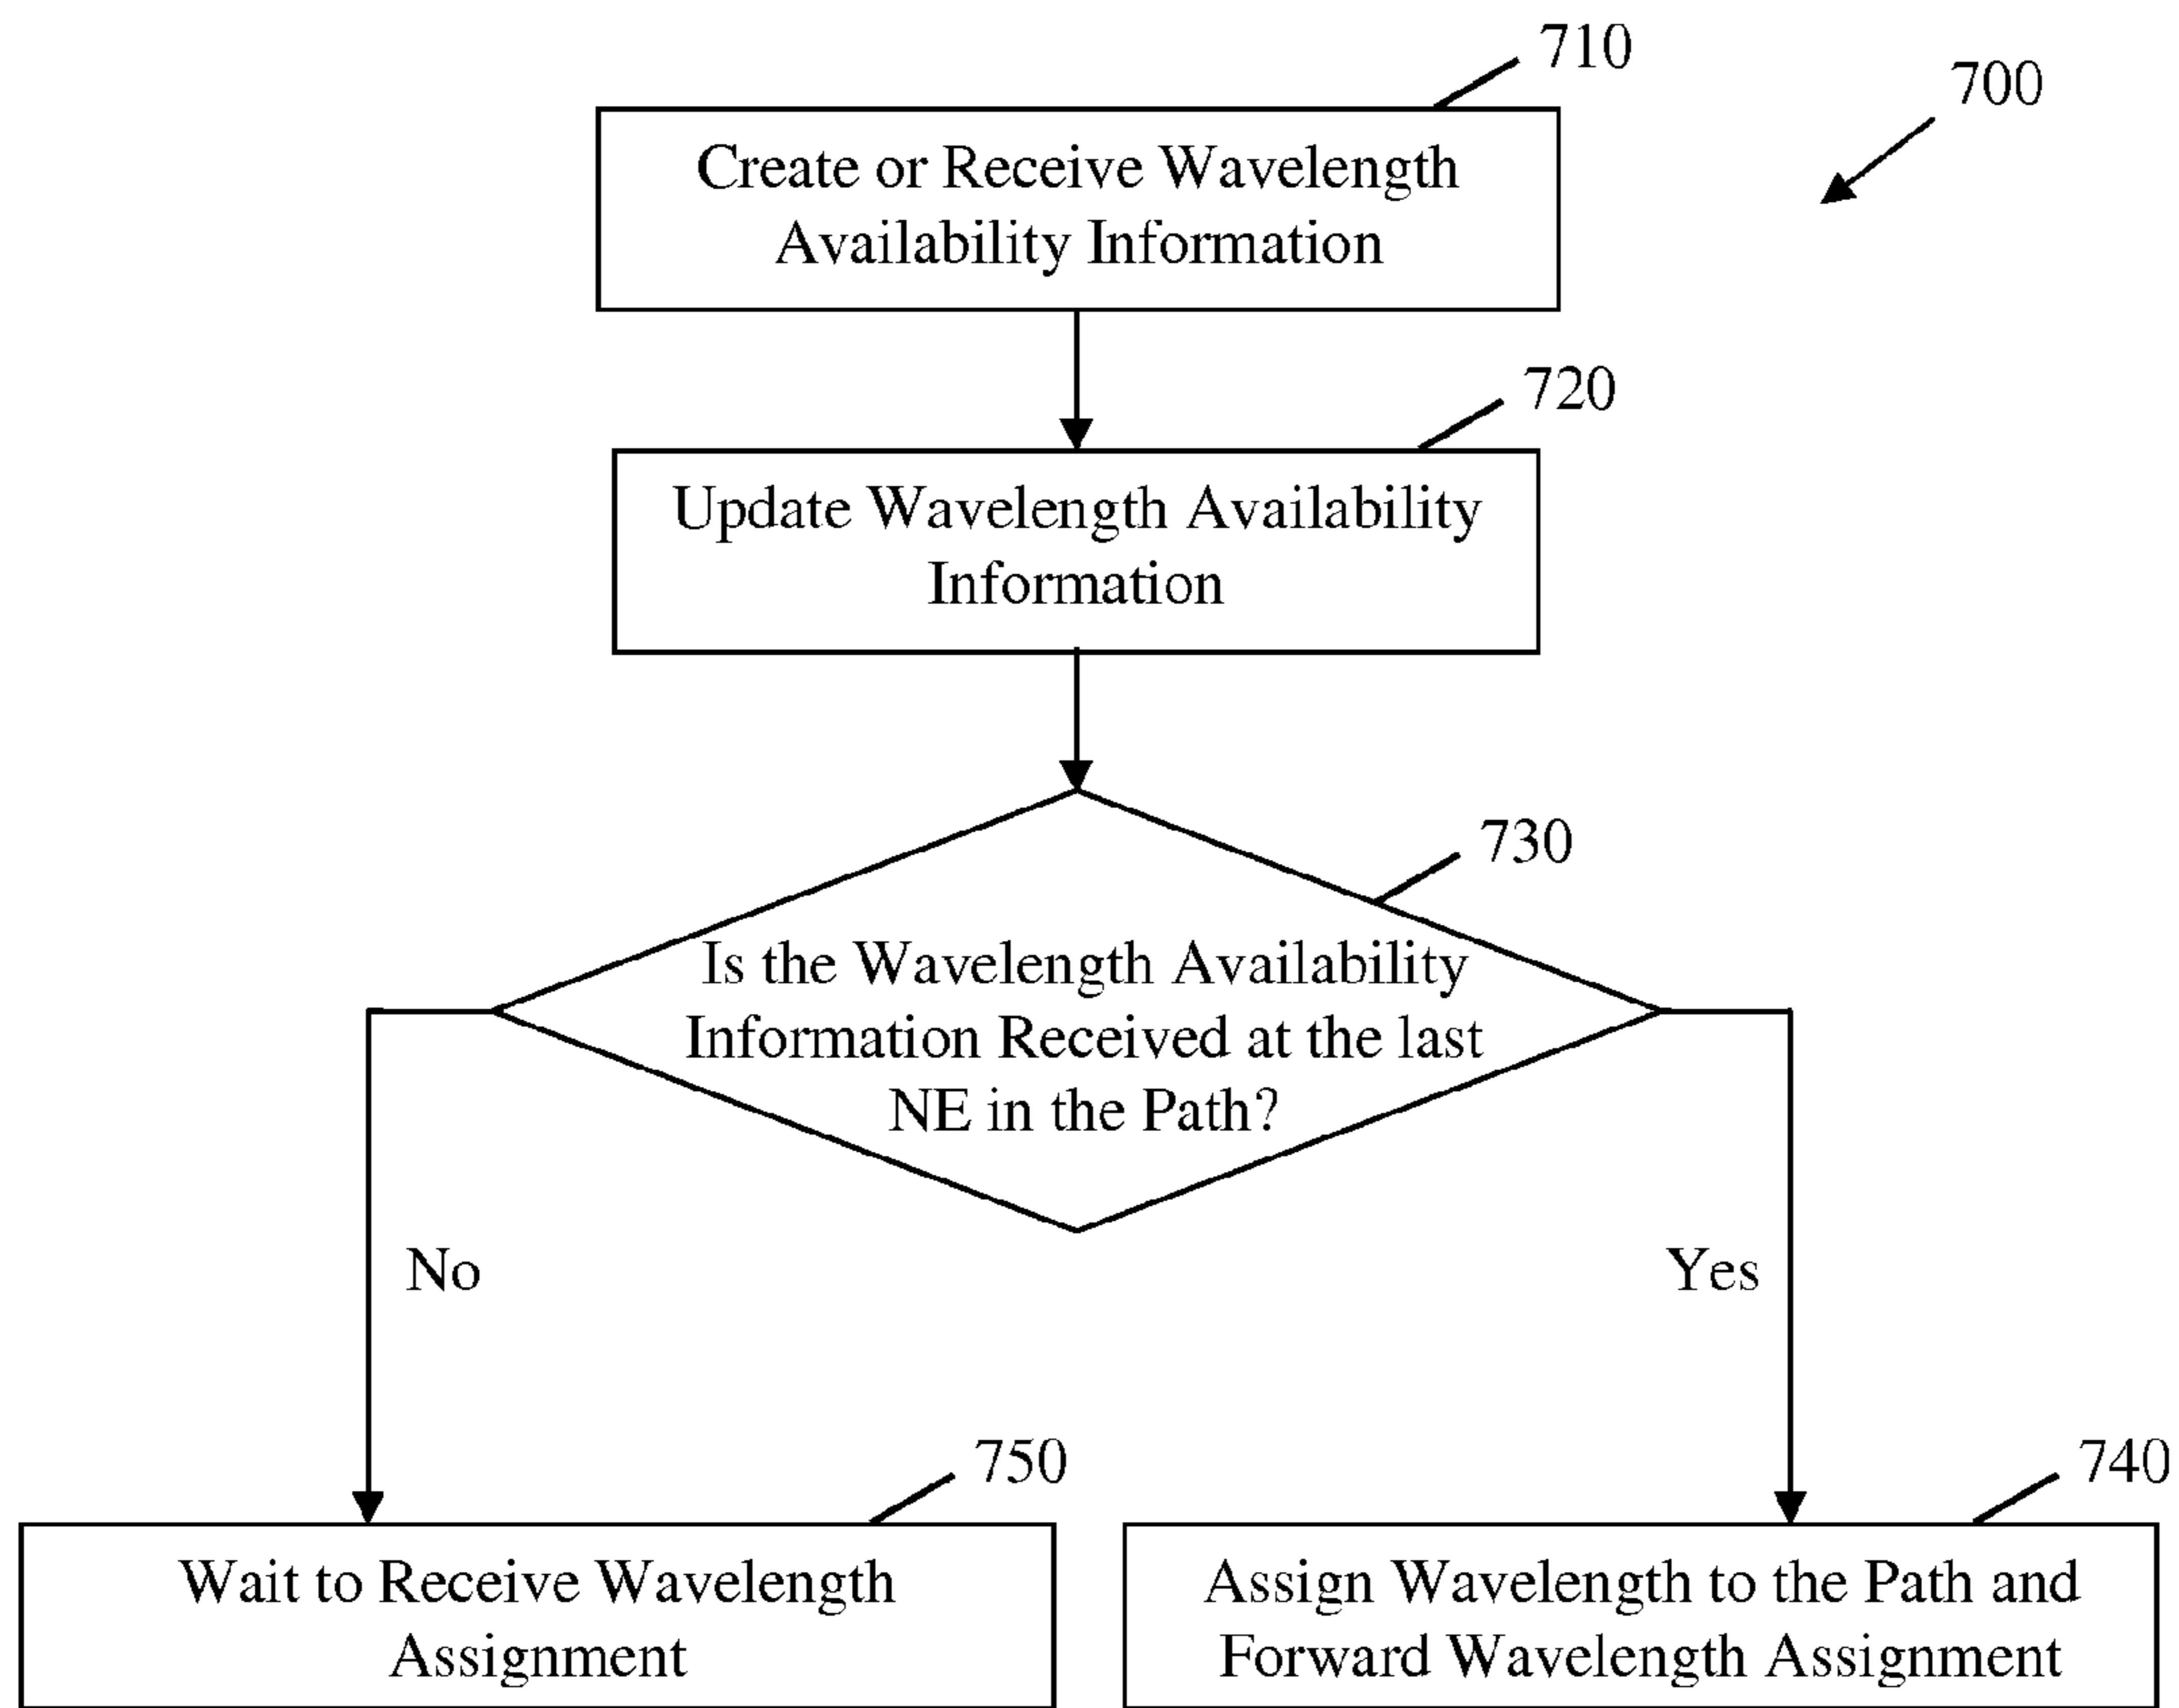 710
700
Create or Receive Wavelength
Availability Information
720
Update Wavelength Availability
Information
730
Is the Wavelength Availability
Information Received at the last
NE in the Path?
No
Yes
750
740
Wait to Receive Wavelength
Assignment
Assign Wavelength to the Path and
Forward Wavelength Assignment